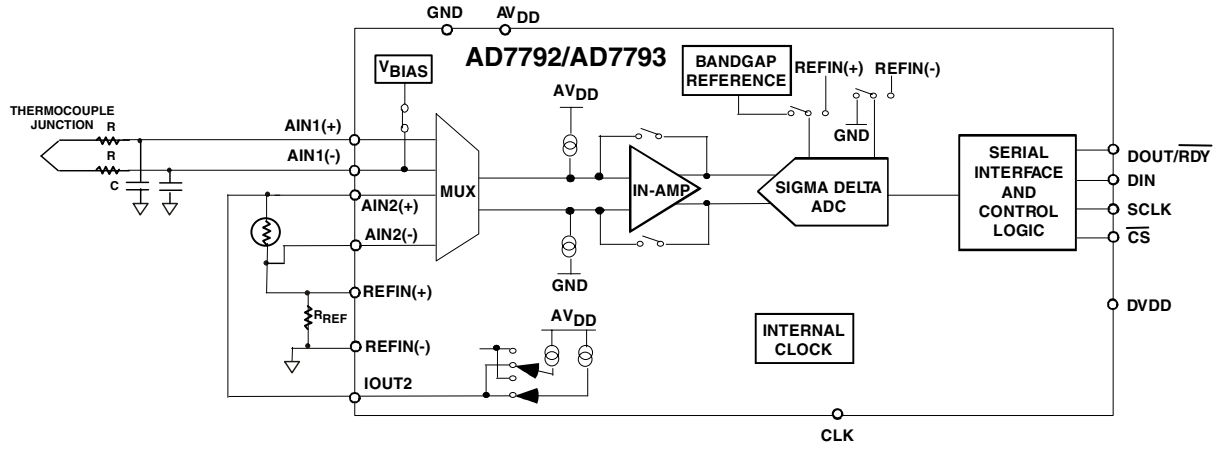 GND
AVDD
AD7792/AD7793
VBIAS
BANDGAP
REFERENCE
REFIN(+)
REFIN(-)
AVDD
GND
THERMOCOUPLE
JUNCTION
R
R
C
AIN1(+)
AIN1(-)
AIN2(+)
AIN2(-)
MUX
IN-AMP
SIGMA DELTA
ADC
SERIAL
INTERFACE
AND
CONTROL
LOGIC
DOUT/RDY
DIN
SCLK
CS
GND
REFIN(+)
RREF
REFIN(-)
AVDD
INTERNAL
CLOCK
DVDD
IOUT2
CLK